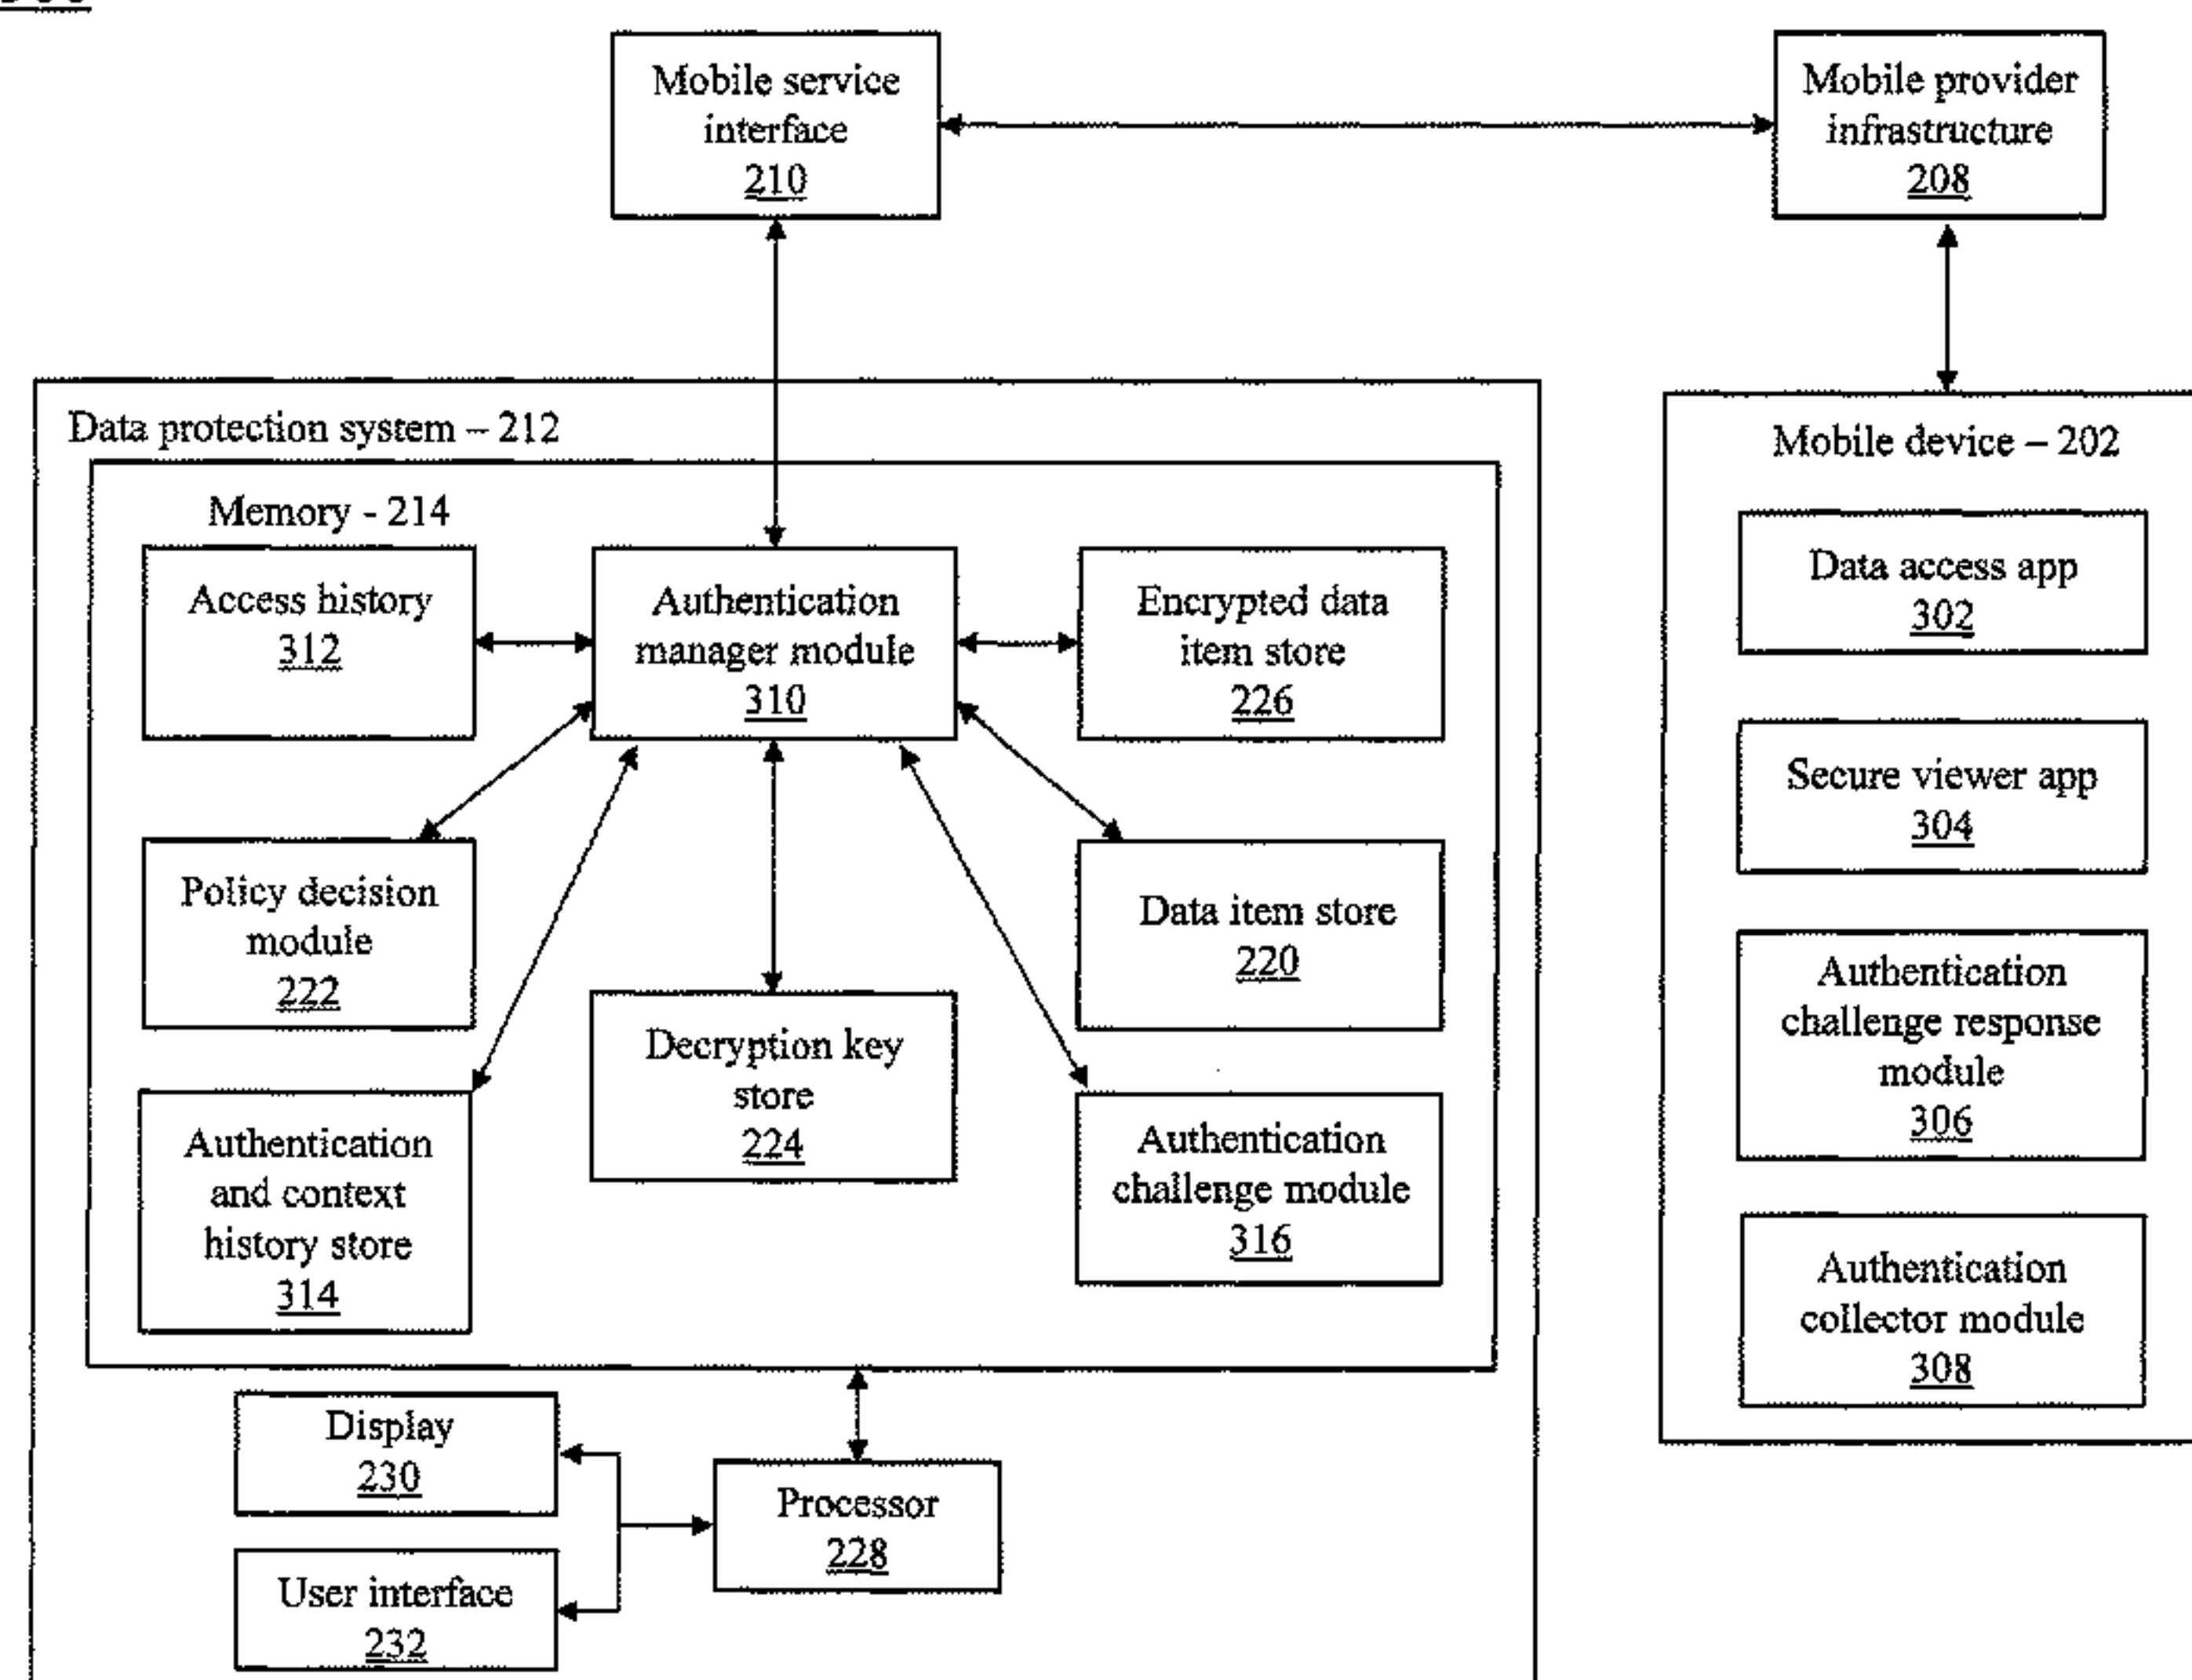 Mobile service
interface
210
Mobile provider
infrastructure
208
Data protection system – 212
Memory - 214
Access history
312
Authentication
manager module
310
Encrypted data
item store
226
Policy decision
module
222
Decryption key
store
224
Data item store
220
Authentication
and context
history store
314
Authentication
challenge module
316
Display
230
User interface
232
Processor
228
Mobile device – 202
Data access app
302
Secure viewer app
304
Authentication
challenge response
module
306
Authentication
collector module
308